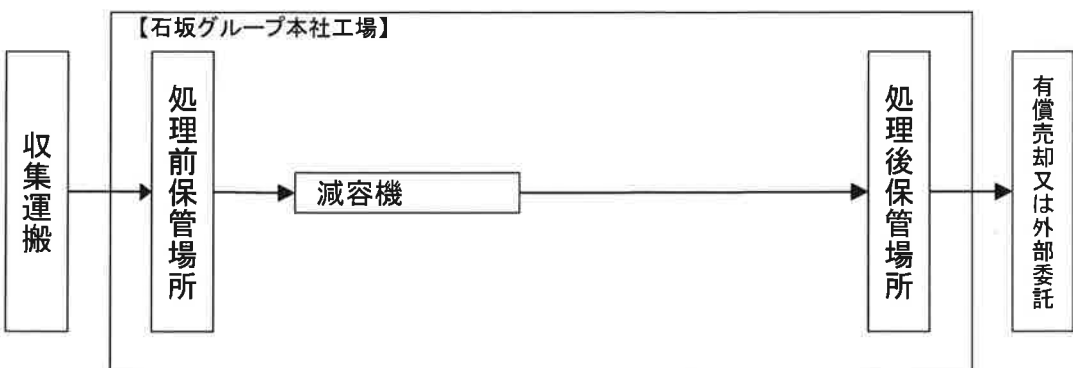 【石坂グループ本社工場】
収集運搬
処理前保管場所
減容機
処理後保管場所
有償売却又は外部委託